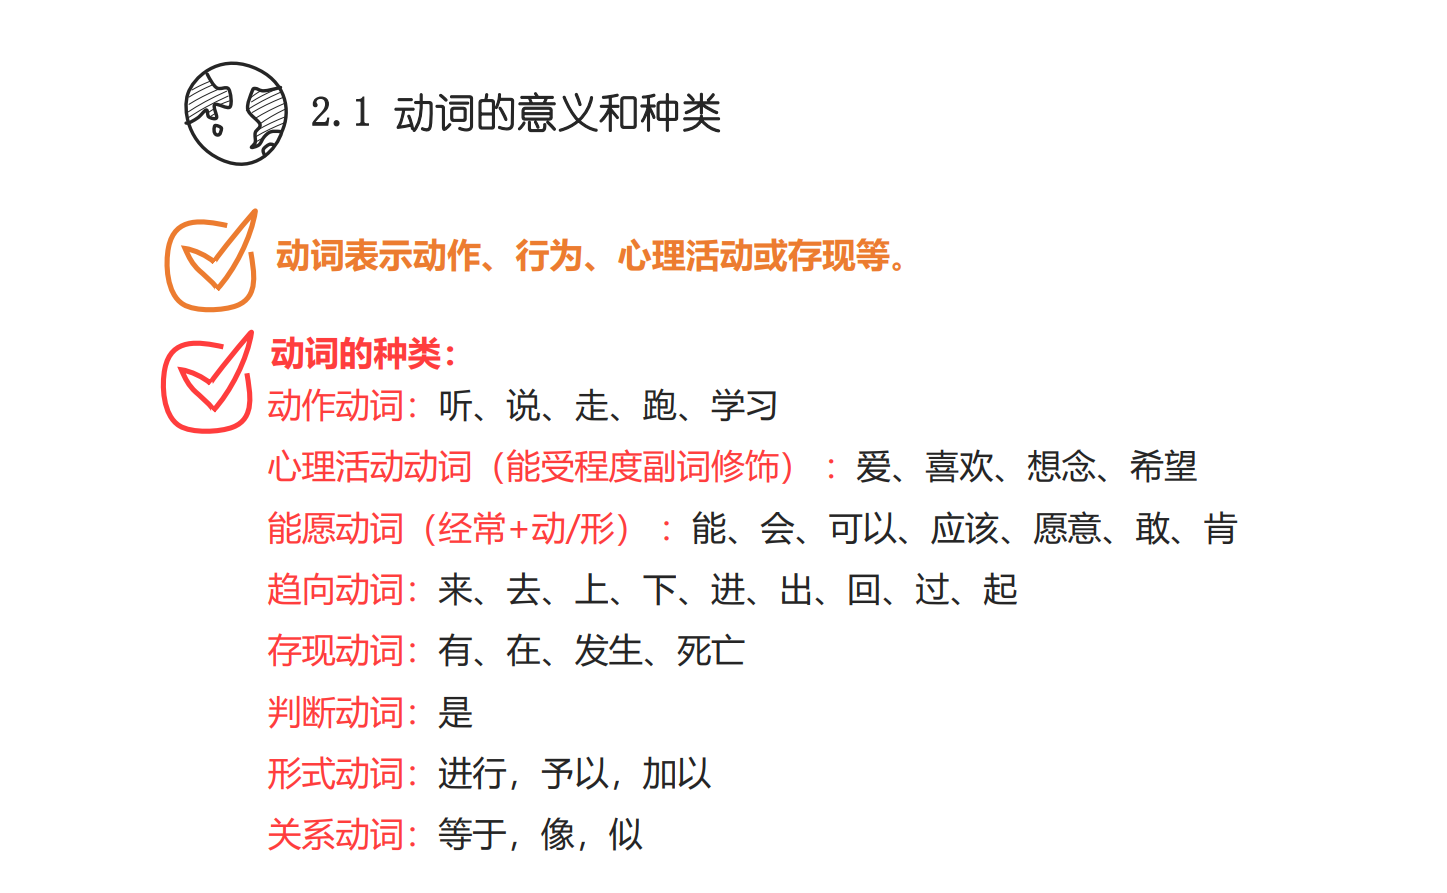 2.1 动词的意义和种类
动词表示动作、行为、心理活动或存现等。
动词的种类：
动作动词：听、说、走、跑、学习
心理活动动词（能受程度副词修饰）：爱、喜欢、想念、希望
能愿动词（经常+动/形）：能、会、可以、应该、愿意、敢、肯
趋向动词：来、去、上、下、进、出、回、过、起
存现动词：有、在、发生、死亡
判断动词：是
形式动词：进行，予以，加以
关系动词：等于，像，似